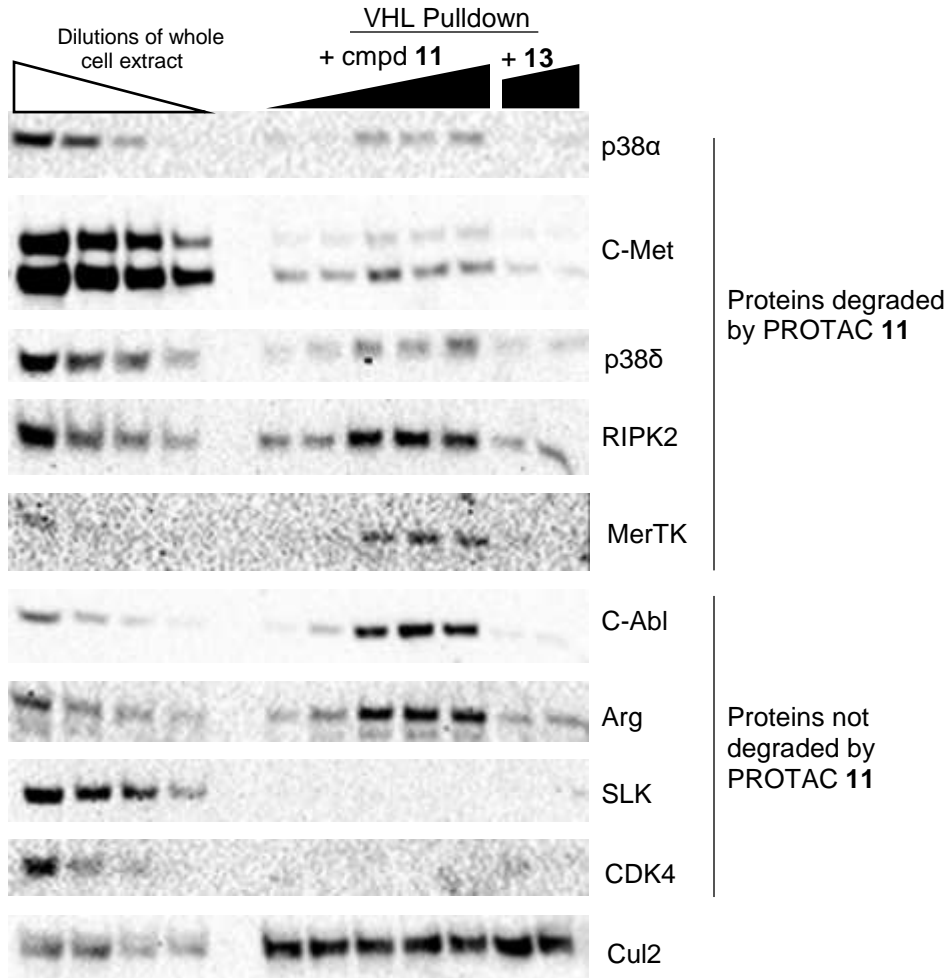 VHL Pulldown
Dilutions of whole
cell extract
+ cmpd 11
+ 13
p38α
C-Met
p38δ
RIPK2
MerTK
Proteins degraded
by PROTAC 11
C-Abl
Arg
SLK
CDK4
Proteins not
degraded by
PROTAC 11
Cul2